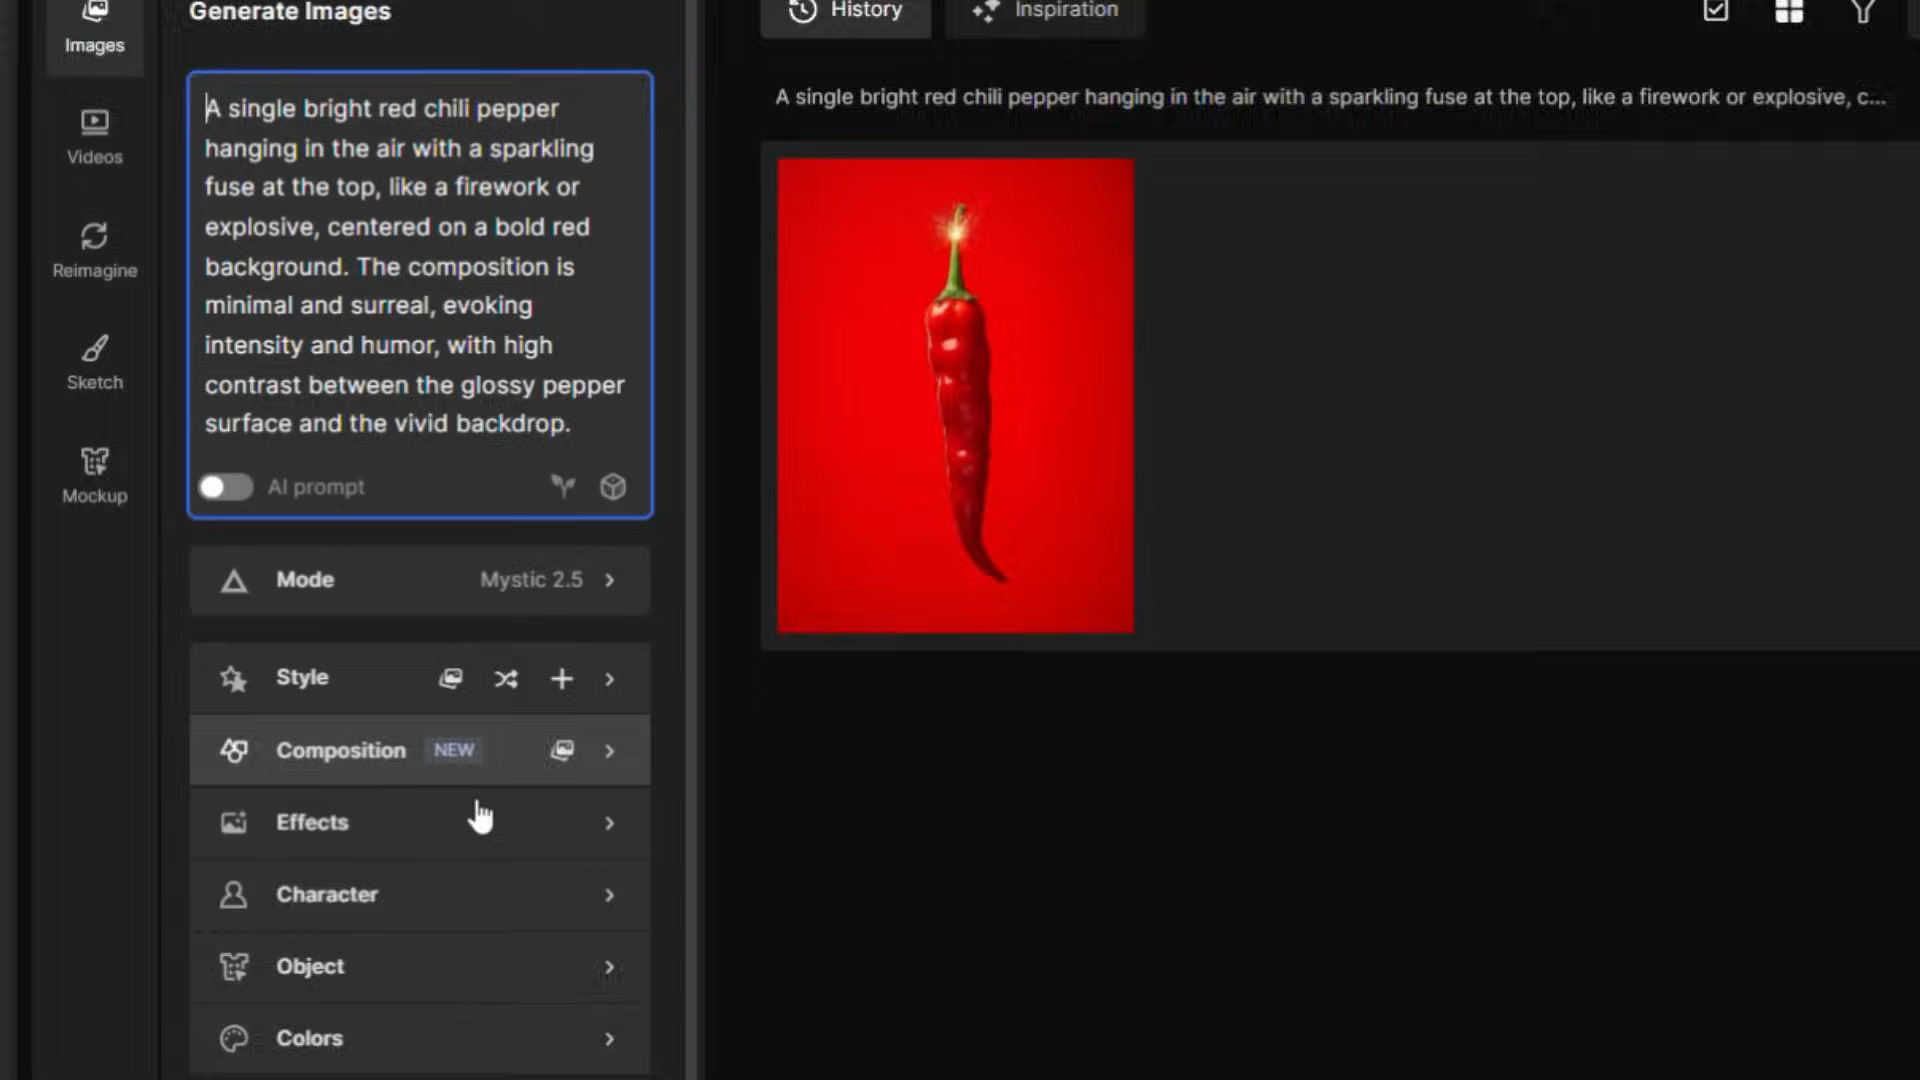 Images
Videos
Reimagine
Sketch
Mockup
Generate Images
A single bright red chili pepper
hanging in the air with a sparkling
fuse at the top, like a firework or
explosive, centered on a bold red
background. The composition is
minimal and surreal, evoking
intensity and humor, with high
contrast between the glossy pepper
surface and the vivid backdrop.
AI prompt
Mode Mystic 2.5
Style
Composition NEW
Effects
Character
Object
Colors
History Inspiration
A single bright red chili pepper hanging in the air with a sparkling fuse at the top, like a firework or explosive, c...